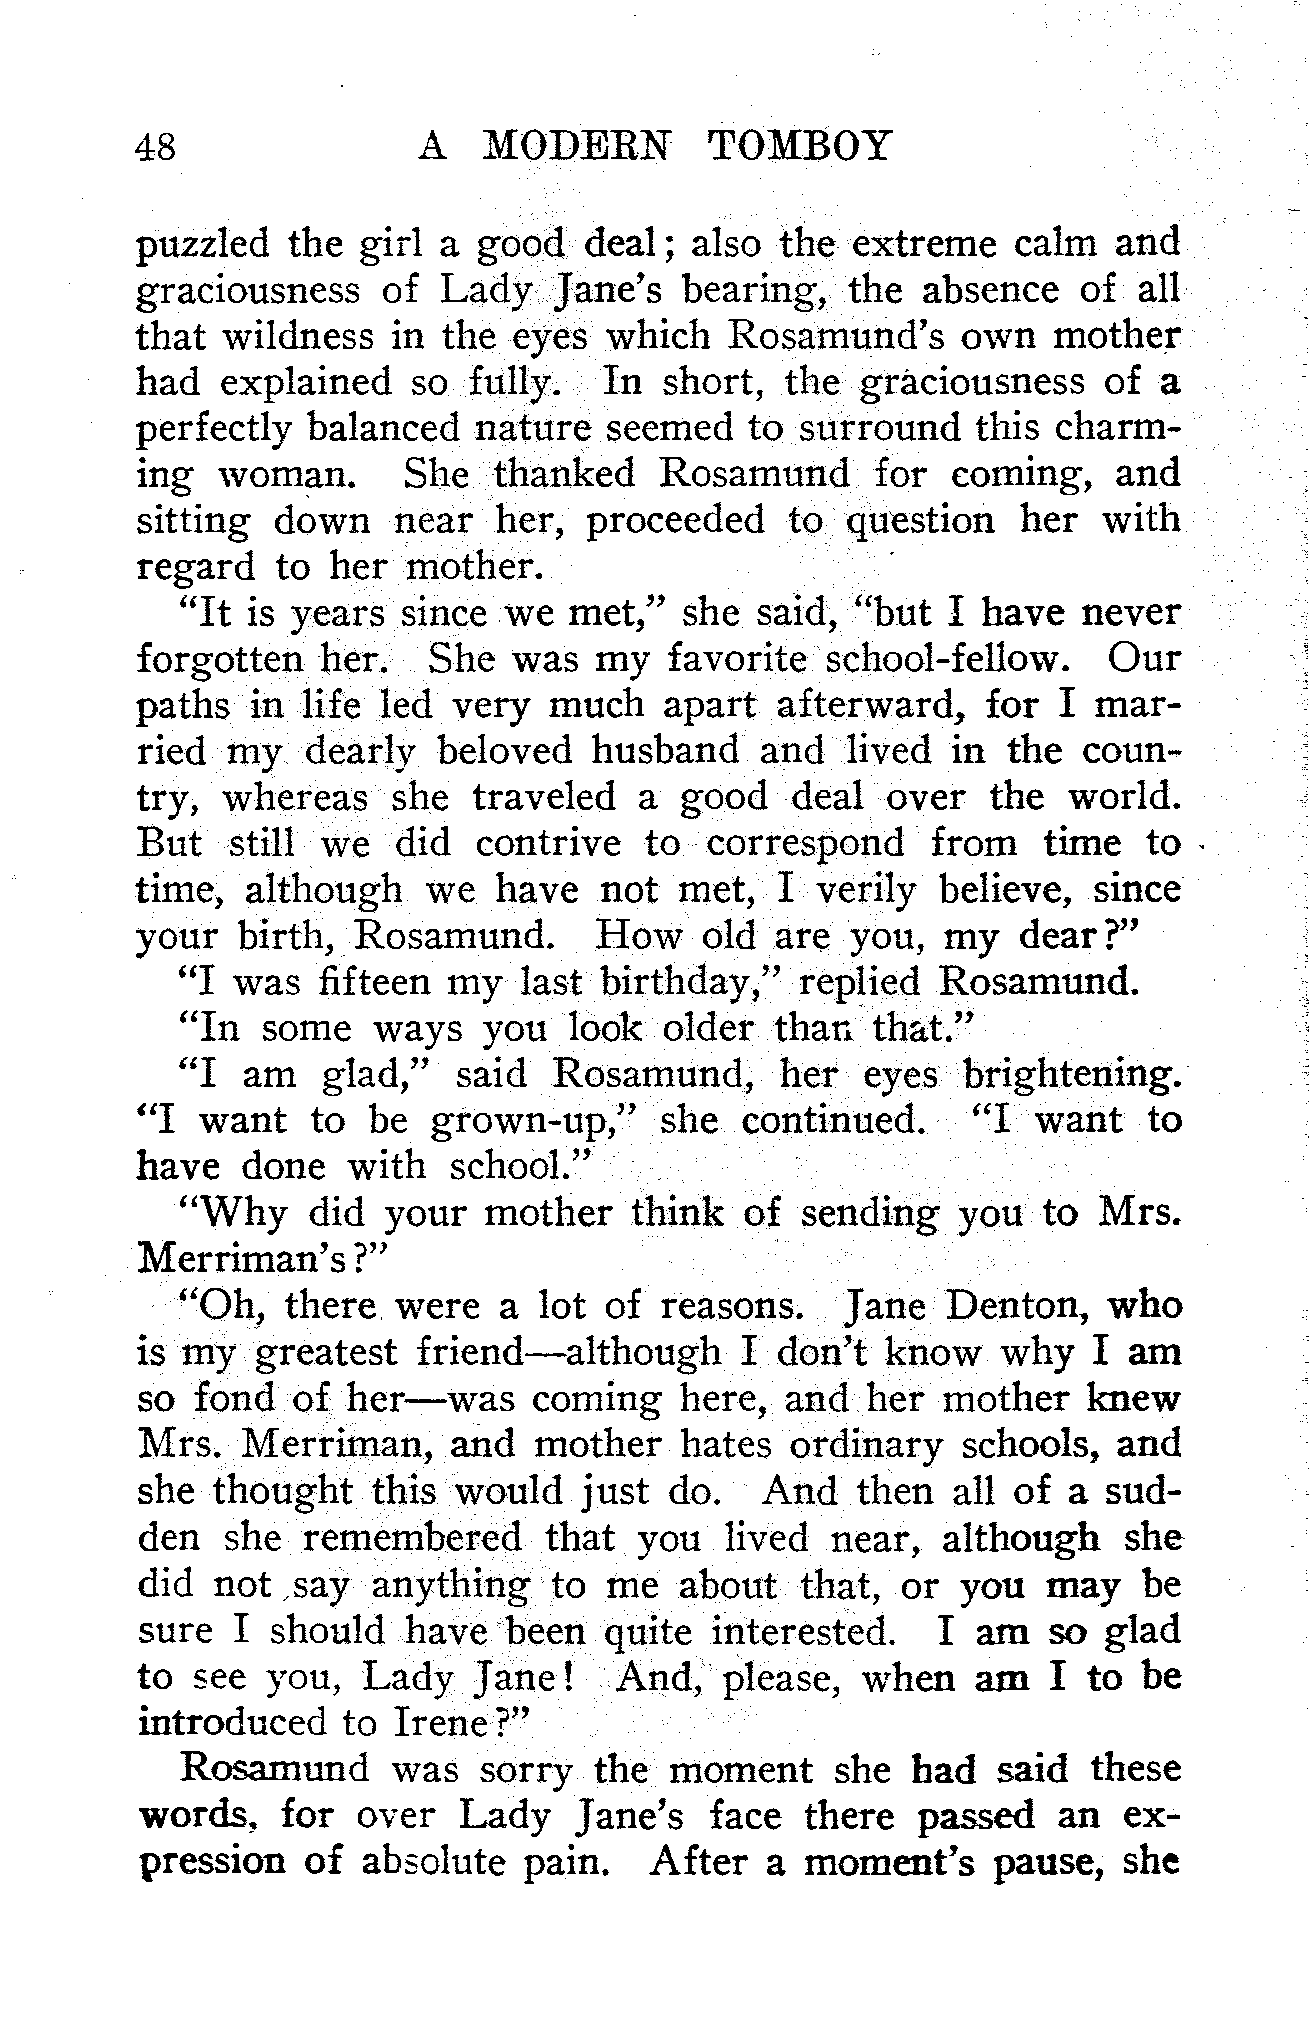 48 A MODERN TOMBOY
puzzled the girl a good deal; also the extreme calm and
graciousness of Lady Jane's bearing, the absence of all
that wildness in the eyes which Rosamund's own mother
had explained so fully. In short, the graciousness of a
perfectly balanced nature seemed to surround this charm-
ing woman. She thanked Rosamund for coming, and
sitting down near her, proceeded to question her with
regard to her mother.
"It is years since we met," she said, "but I have never
forgotten her. She was my favorite school-fellow. Our
paths in life led very much apart afterward, for I mar-
ried my dearly beloved husband and lived in the coun-
try, whereas she traveled a good deal over the world.
But still we did contrive to correspond from time to
time, although we have not met, I verily believe, since
your birth, Rosamund. How old are you, my dear?"
"I was fifteen my last birthday," replied Rosamund.
"In some ways you look older than that."
"I am glad," said Rosamund, her eyes brightening.
"I want to be grown-up," she continued. "I want to
have done with school."
"Why did your mother think of sending you to Mrs.
Merriman's?"
"Oh, there were a lot of reasons. Jane Denton, who
is my greatest friend—although I don't know why I am
so fond of her—was coming here, and her mother knew
Mrs. Merriman, and mother hates ordinary schools, and
she thought this would just do. And then all of a sud-
den she remembered that you lived near, although she
did not say anything to me about that, or you may be
sure I should have been quite interested. I am so glad
to see you, Lady Jane! And, please, when am I to be
introduced to Irene?"
Rosamund was sorry the moment she had said these
words, for over Lady Jane's face there passed an ex-
pression of absolute pain. After a moment's pause, she